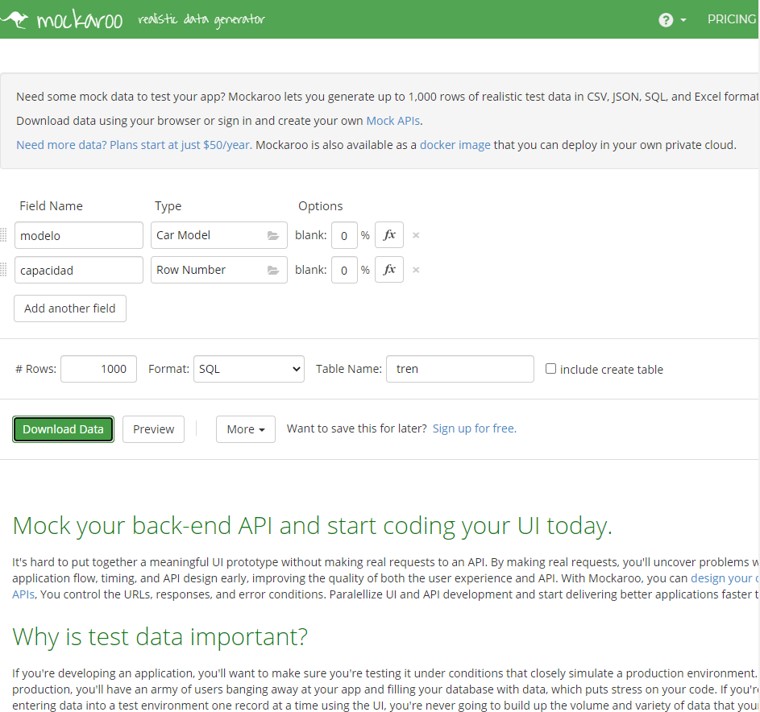 mockaroo realistic data generator ? PRICING
Need some mock data to test your app? Mockaroo lets you generate up to 1,000 rows of realistic test data in CSV, JSON, SQL, and Excel format
Download data using your browser or sign in and create your own Mock APIs.
Need more data? Plans start at just $50/year. Mockaroo is also available as a docker image that you can deploy in your own private cloud.
Field Name Type Options
modelo Car Model blank: 0 % fx ×
capacidad Row Number blank: 0 % fx ×
Add another field
# Rows: 1000 Format: SQL Table Name: tren include create table
Download Data Preview More Want to save this for later? Sign up for free.
Mock your back-end API and start coding your UI today.
It's hard to put together a meaningful UI prototype without making real requests to an API. By making real requests, you'll uncover problems w
application flow, timing, and API design early, improving the quality of both the user experience and API. With Mockaroo, you can design your
APIs. You control the URLs, responses, and error conditions. Paralellize UI and API development and start delivering better applications faster
Why is test data important?
If you're developing an application, you'll want to make sure you're testing it under conditions that closely simulate a production environment.
production, you'll have an army of users banging away at your app and filling your database with data, which puts stress on your code. If you'r
entering data into a test environment one record at a time using the UI, you're never going to build up the volume and variety of data that you